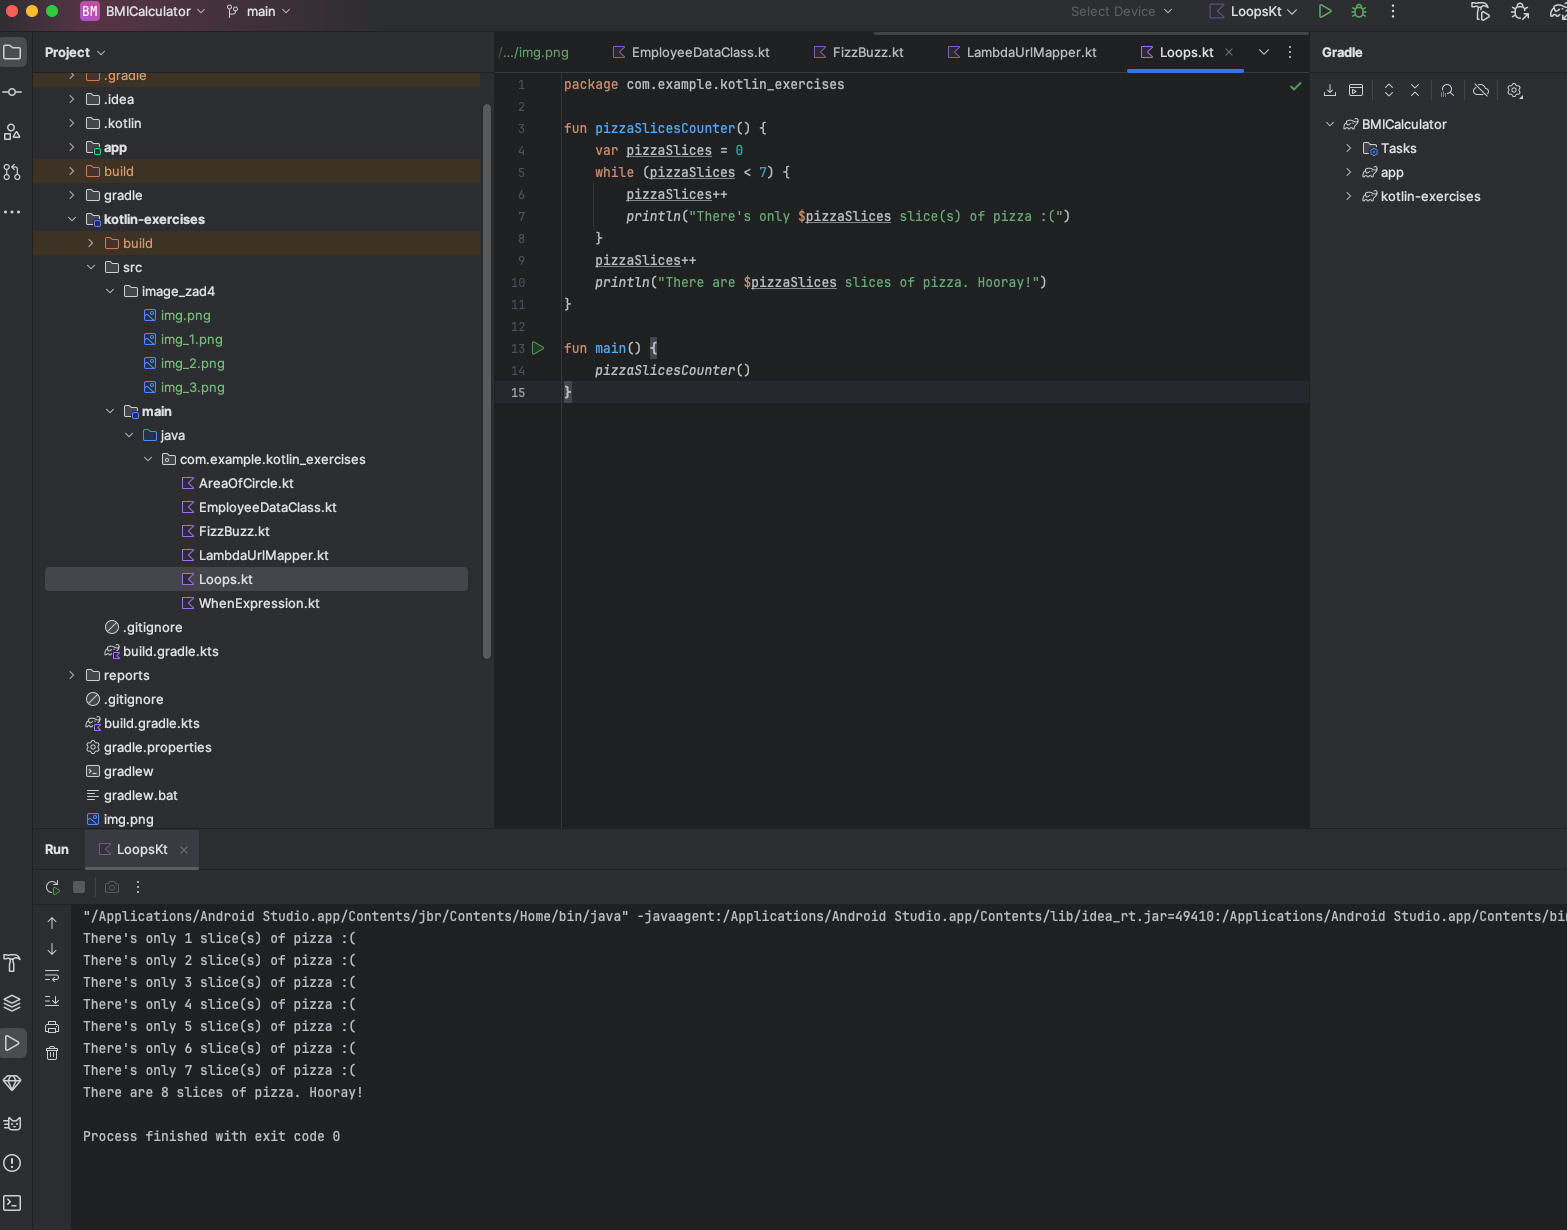 BM BMICalculator main Select Device LoopsKt
Project
.gradle
.idea
.kotlin
app
build
gradle
kotlin-exercises
build
src
image_zad4
img.png
img_1.png
img_2.png
img_3.png
main
java
com.example.kotlin_exercises
AreaOfCircle.kt
EmployeeDataClass.kt
FizzBuzz.kt
LambdaUrlMapper.kt
Loops.kt
WhenExpression.kt
.gitignore
build.gradle.kts
reports
.gitignore
build.gradle.kts
gradle.properties
gradlew
gradlew.bat
img.png
/.../img.png EmployeeDataClass.kt FizzBuzz.kt LambdaUrlMapper.kt Loops.kt
1 package com.example.kotlin_exercises
2
3 fun pizzaSlicesCounter() {
4 var pizzaSlices = 0
5 while (pizzaSlices < 7) {
6 pizzaSlices++
7 println("There's only $pizzaSlices slice(s) of pizza :(")
8 }
9 pizzaSlices++
10 println("There are $pizzaSlices slices of pizza. Hooray!")
11 }
12
13 fun main() {
14 pizzaSlicesCounter()
15 }
Gradle
BMICalculator
Tasks
app
kotlin-exercises
Run LoopsKt
"/Applications/Android Studio.app/Contents/jbr/Contents/Home/bin/java" -javaagent:/Applications/Android Studio.app/Contents/lib/idea_rt.jar=49410:/Applications/Android Studio.app/Contents/bin
There's only 1 slice(s) of pizza :(
There's only 2 slice(s) of pizza :(
There's only 3 slice(s) of pizza :(
There's only 4 slice(s) of pizza :(
There's only 5 slice(s) of pizza :(
There's only 6 slice(s) of pizza :(
There's only 7 slice(s) of pizza :(
There are 8 slices of pizza. Hooray!
Process finished with exit code 0